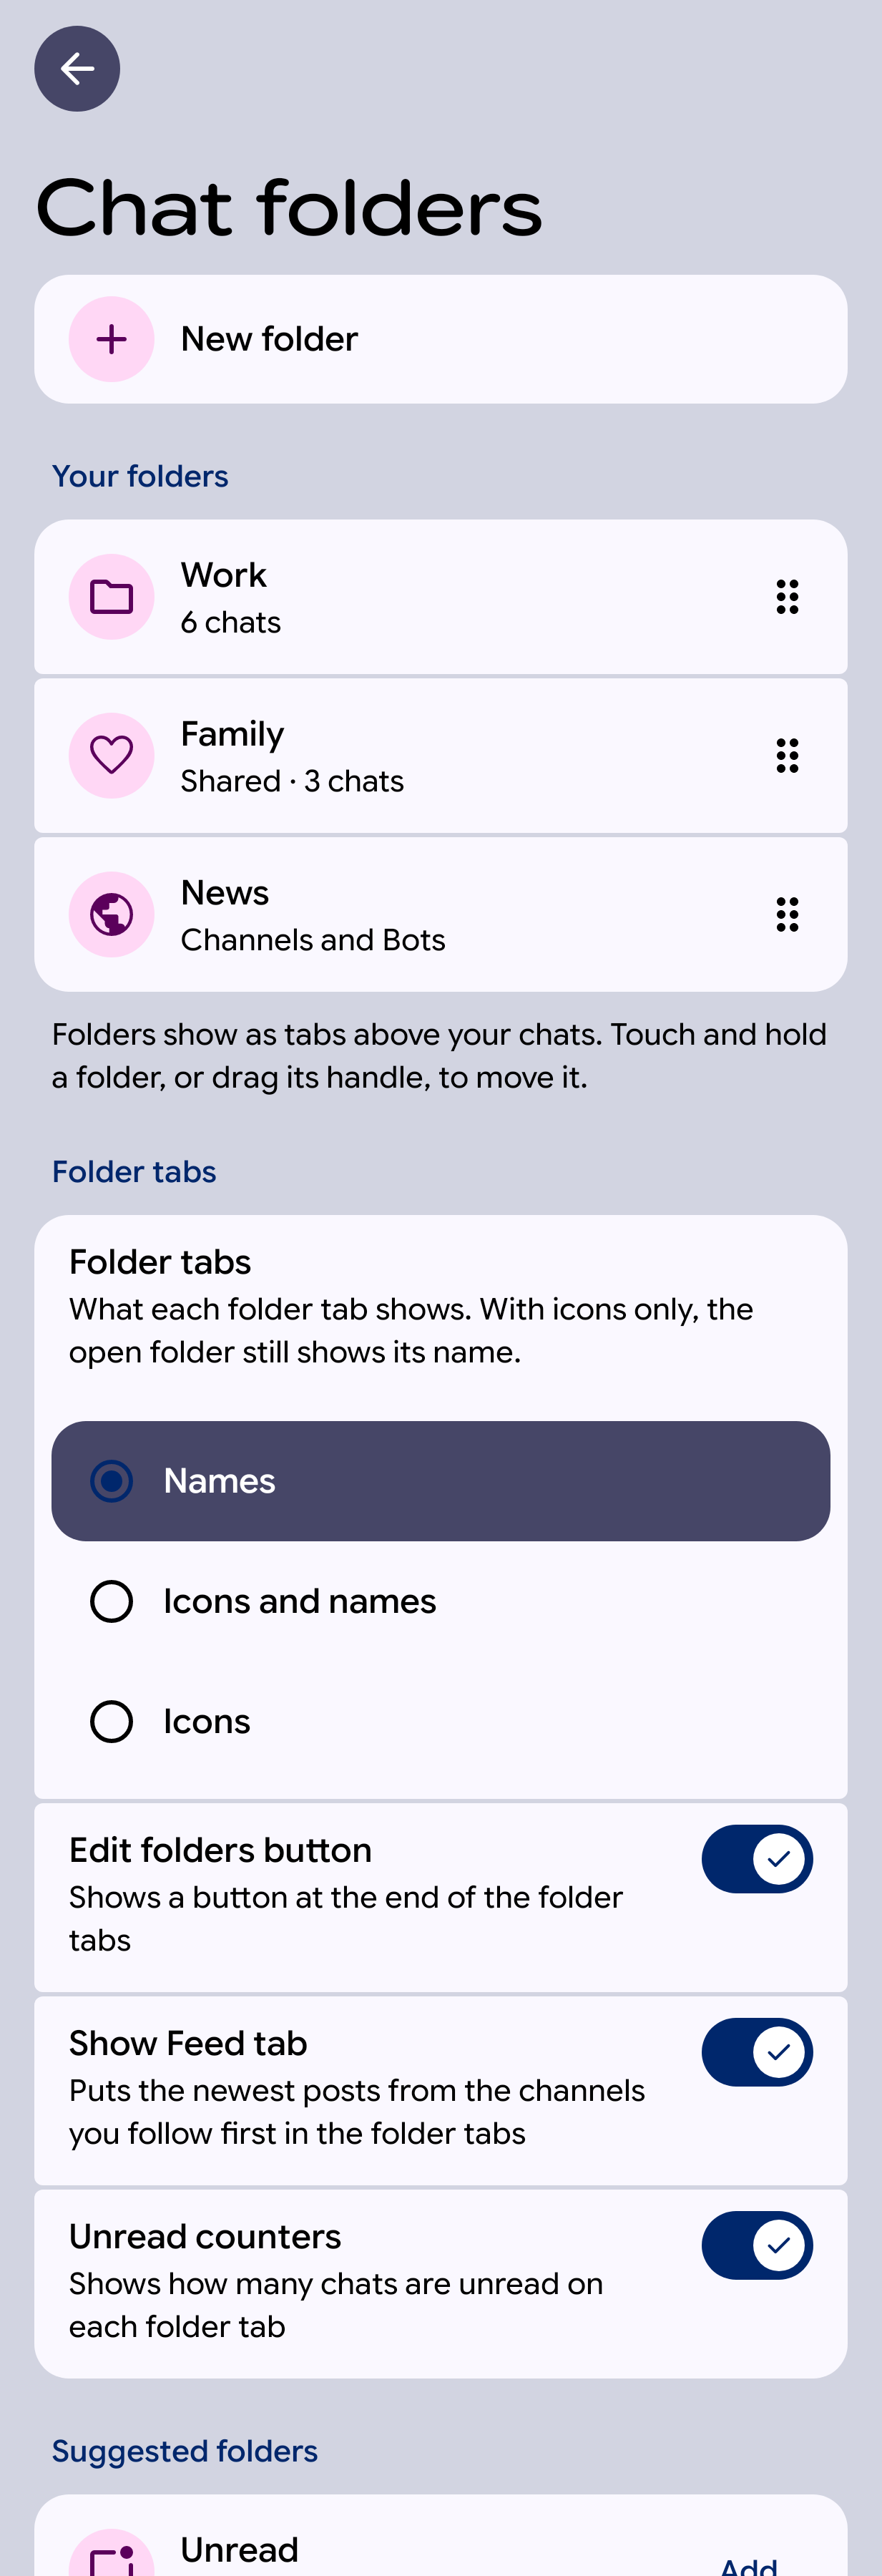 Chat folders
New folder
Your folders
Work
6 chats
Family
Shared · 3 chats
News
Channels and Bots
Folders show as tabs above your chats. Touch and hold
a folder, or drag its handle, to move it.
Folder tabs
Folder tabs
What each folder tab shows. With icons only, the
open folder still shows its name.
Names
Icons and names
Icons
Edit folders button
Shows a button at the end of the folder
tabs
Show Feed tab
Puts the newest posts from the channels
you follow first in the folder tabs
Unread counters
Shows how many chats are unread on
each folder tab
Suggested folders
Unread
Add